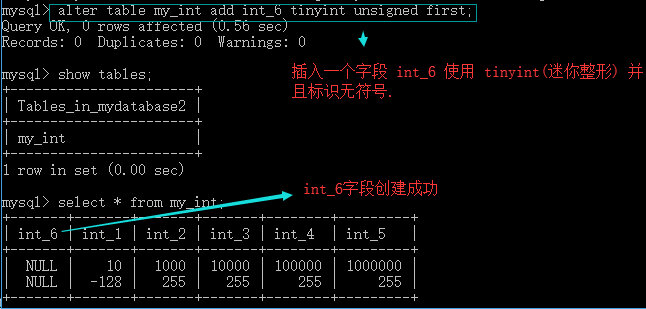 mysql> alter table my_int add int_6 tinyint unsigned first;
Query OK, 0 rows affected (0.56 sec)
Records: 0  Duplicates: 0  Warnings: 0
插入一个字段 int_6 使用 tinyint(迷你整形) 并
且标识无符号.
mysql> show tables;
+----------------------+
| Tables_in_mydatabase2 |
+----------------------+
| my_int |
+----------------------+
1 row in set (0.00 sec)
int_6字段创建成功
mysql> select * from my_int;
+-------+-------+-------+-------+--------+---------+
| int_6 | int_1 | int_2 | int_3 | int_4 | int_5 |
+-------+-------+-------+-------+--------+---------+
| NULL | 10 | 1000 | 10000 | 100000 | 1000000 |
| NULL | -128 | 255 | 255 | 255 | 255 |
+-------+-------+-------+-------+--------+---------+